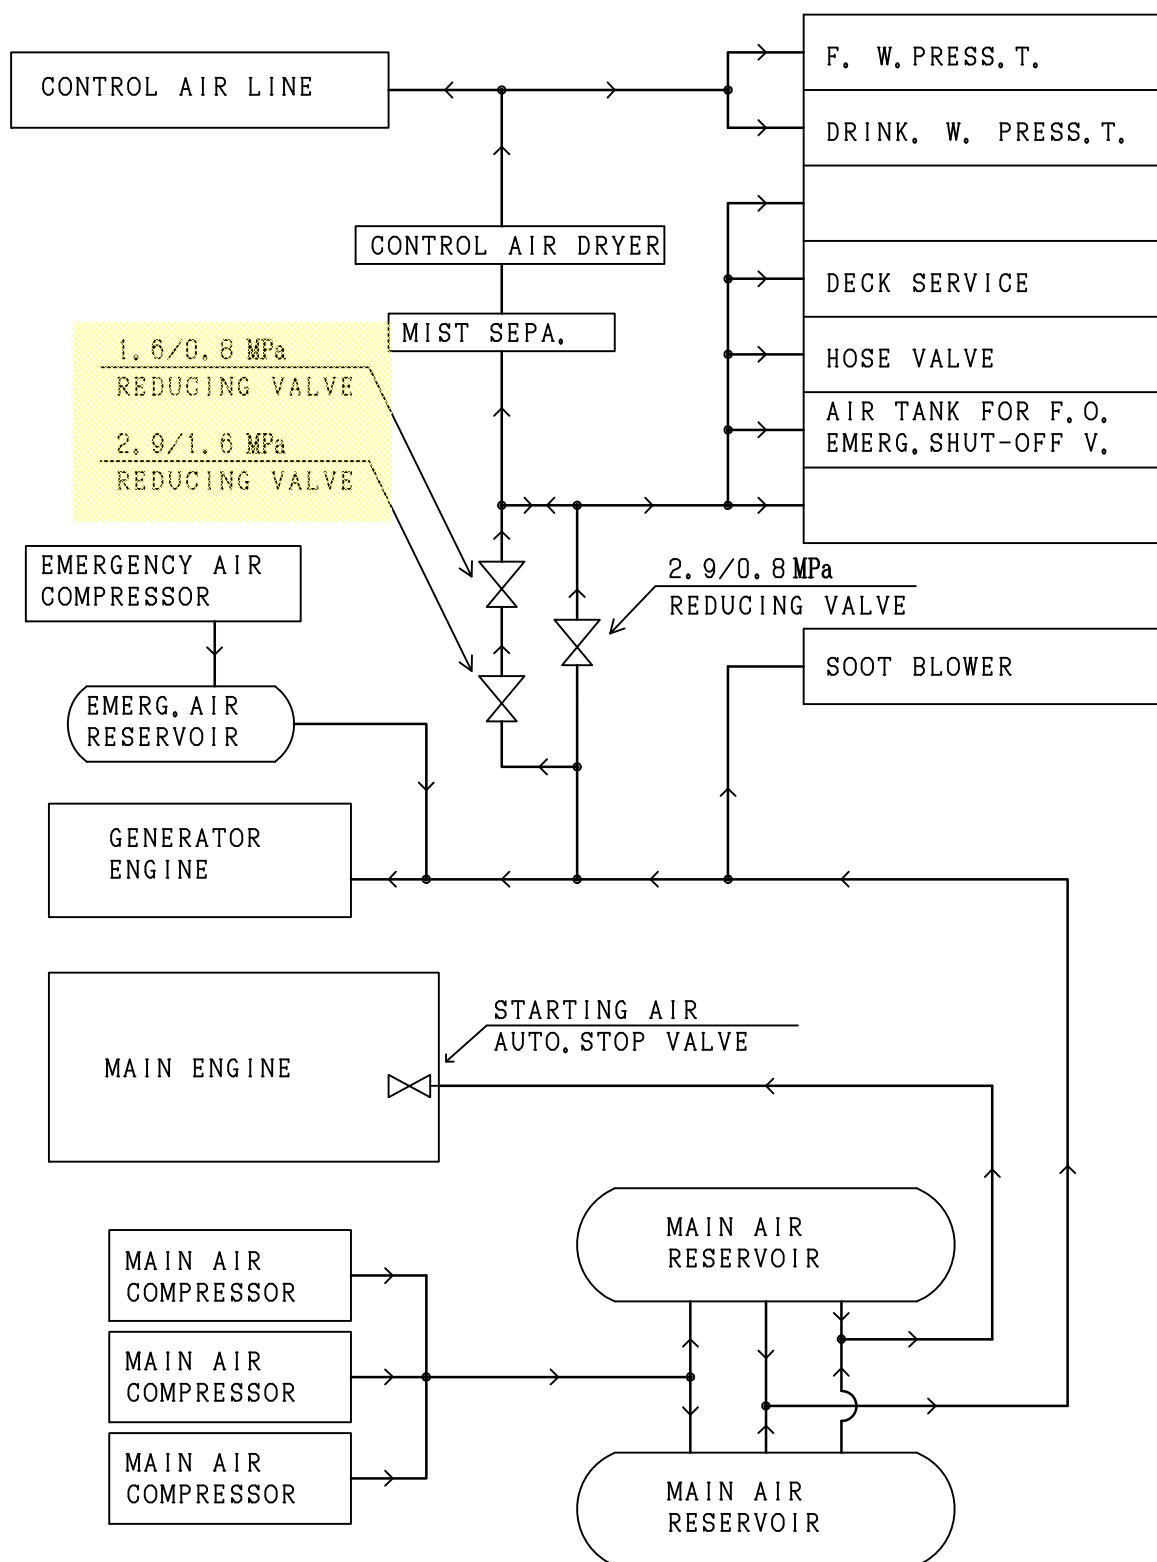 F. W. PRESS. T.
CONTROL AIR LINE
DRINK. W. PRESS. T.
CONTROL AIR DRYER
DECK SERVICE
MIST SEPA.
1.6/0.8 MPa
REDUCING VALVE
HOSE VALVE
2.9/1.6 MPa
REDUCING VALVE
AIR TANK FOR F.O.
EMERG. SHUT-OFF V.
EMERGENCY AIR
COMPRESSOR
2.9/0.8 MPa
REDUCING VALVE
SOOT BLOWER
EMERG. AIR
RESERVOIR
GENERATOR
ENGINE
STARTING AIR
AUTO. STOP VALVE
MAIN ENGINE
MAIN AIR
RESERVOIR
MAIN AIR
COMPRESSOR
MAIN AIR
COMPRESSOR
MAIN AIR
COMPRESSOR
MAIN AIR
RESERVOIR